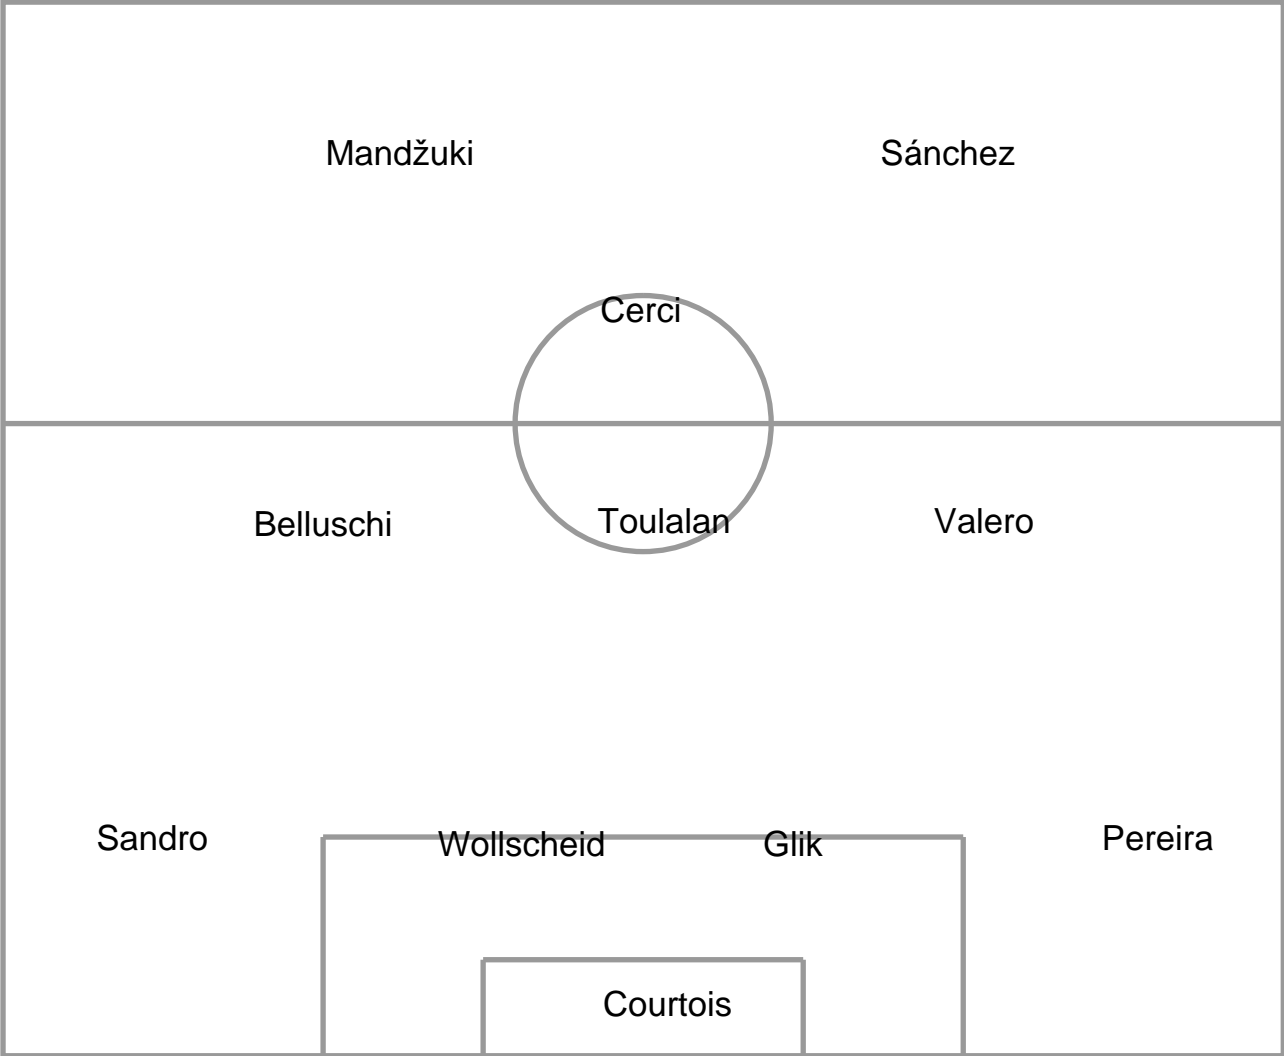 Mandžuki
Sánchez
Cerci
Belluschi
Toulalan
Valero
Sandro
Wollscheid
Glik
Pereira
Courtois